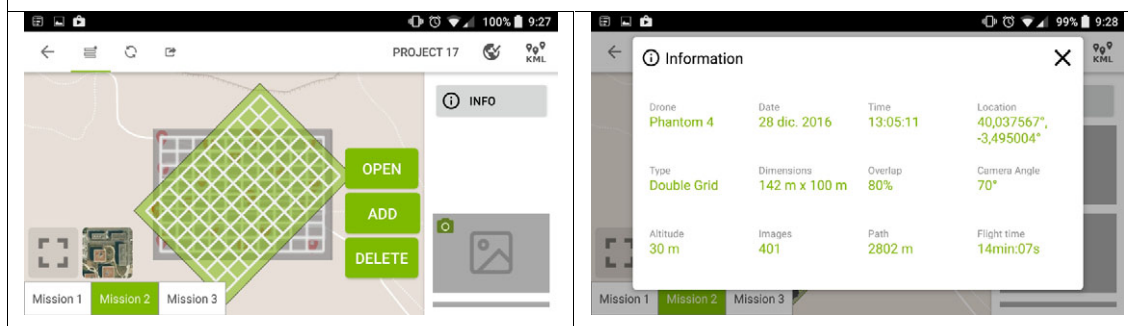 100% 9:27
PROJECT 17
KML
INFO
OPEN
ADD
DELETE
Mission 1 Mission 2 Mission 3
99% 9:28
Information
KML
Drone Date Time Location
Phantom 4 28 dic. 2016 13:05:11 40,037567°,
-3,495004°
Type Dimensions Overlap Camera Angle
Double Grid 142 m x 100 m 80% 70°
Altitude Images Path Flight time
30 m 401 2802 m 14min:07s
Mission 1 Mission 2 Mission 3